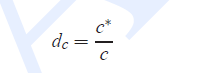 d_c = \frac{c^*}{c}